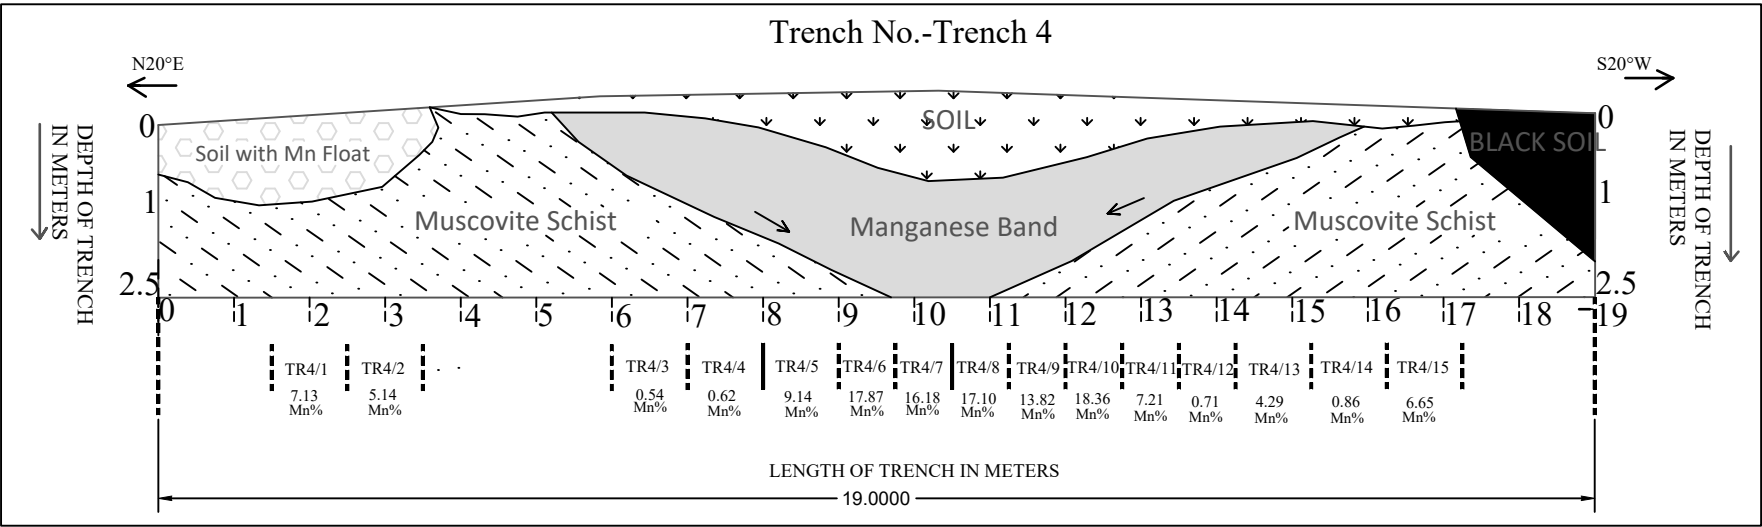 Trench No.-Trench 4
N20°E
S20°W
0
1
2.5
DEPTH OF TRENCH
IN METERS
SOIL
Soil with Mn Float
BLACK SOIL
Muscovite Schist
Manganese Band
Muscovite Schist
0
1
2.5
DEPTH OF TRENCH
IN METERS
0 1 2 3 4 5 6 7 8 9 10 11 12 13 14 15 16 17 18 19
TR4/1 TR4/2 TR4/3 TR4/4 TR4/5 TR4/6 TR4/7 TR4/8 TR4/9 TR4/10 TR4/11 TR4/12 TR4/13 TR4/14 TR4/15
7.13 5.14 0.54 0.62 9.14 17.87 16.18 17.10 13.82 18.36 7.21 0.71 4.29 0.86 6.65
Mn% Mn% Mn% Mn% Mn% Mn% Mn% Mn% Mn% Mn% Mn% Mn% Mn% Mn% Mn%
LENGTH OF TRENCH IN METERS
19.0000